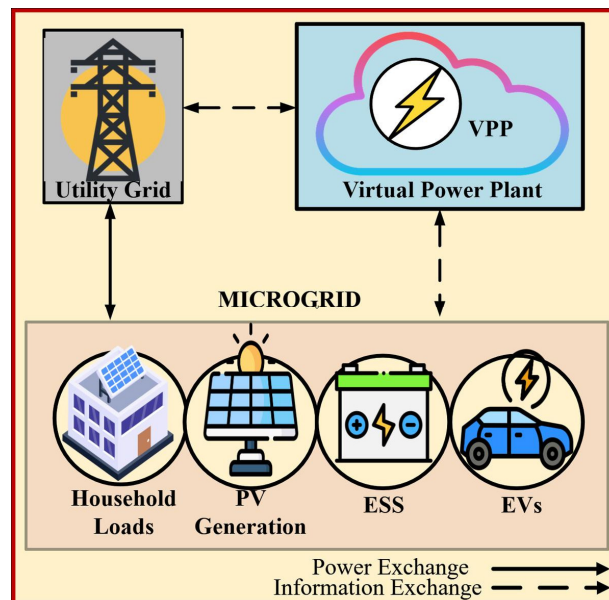 Utility Grid
VPP
Virtual Power Plant
MICROGRID
Household
Loads
PV
Generation
ESS
EVs
Power Exchange
Information Exchange